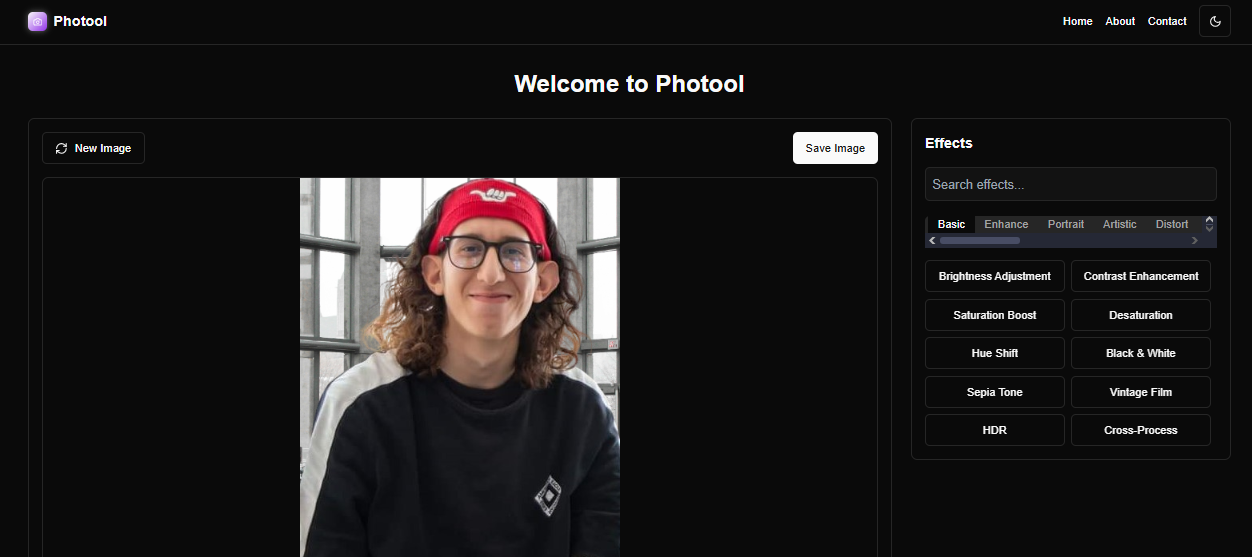 Photool
Home About Contact
Welcome to Photool
New Image
Save Image
Effects
Search effects...
Basic Enhance Portrait Artistic Distort
Brightness Adjustment Contrast Enhancement
Saturation Boost Desaturation
Hue Shift Black & White
Sepia Tone Vintage Film
HDR Cross-Process